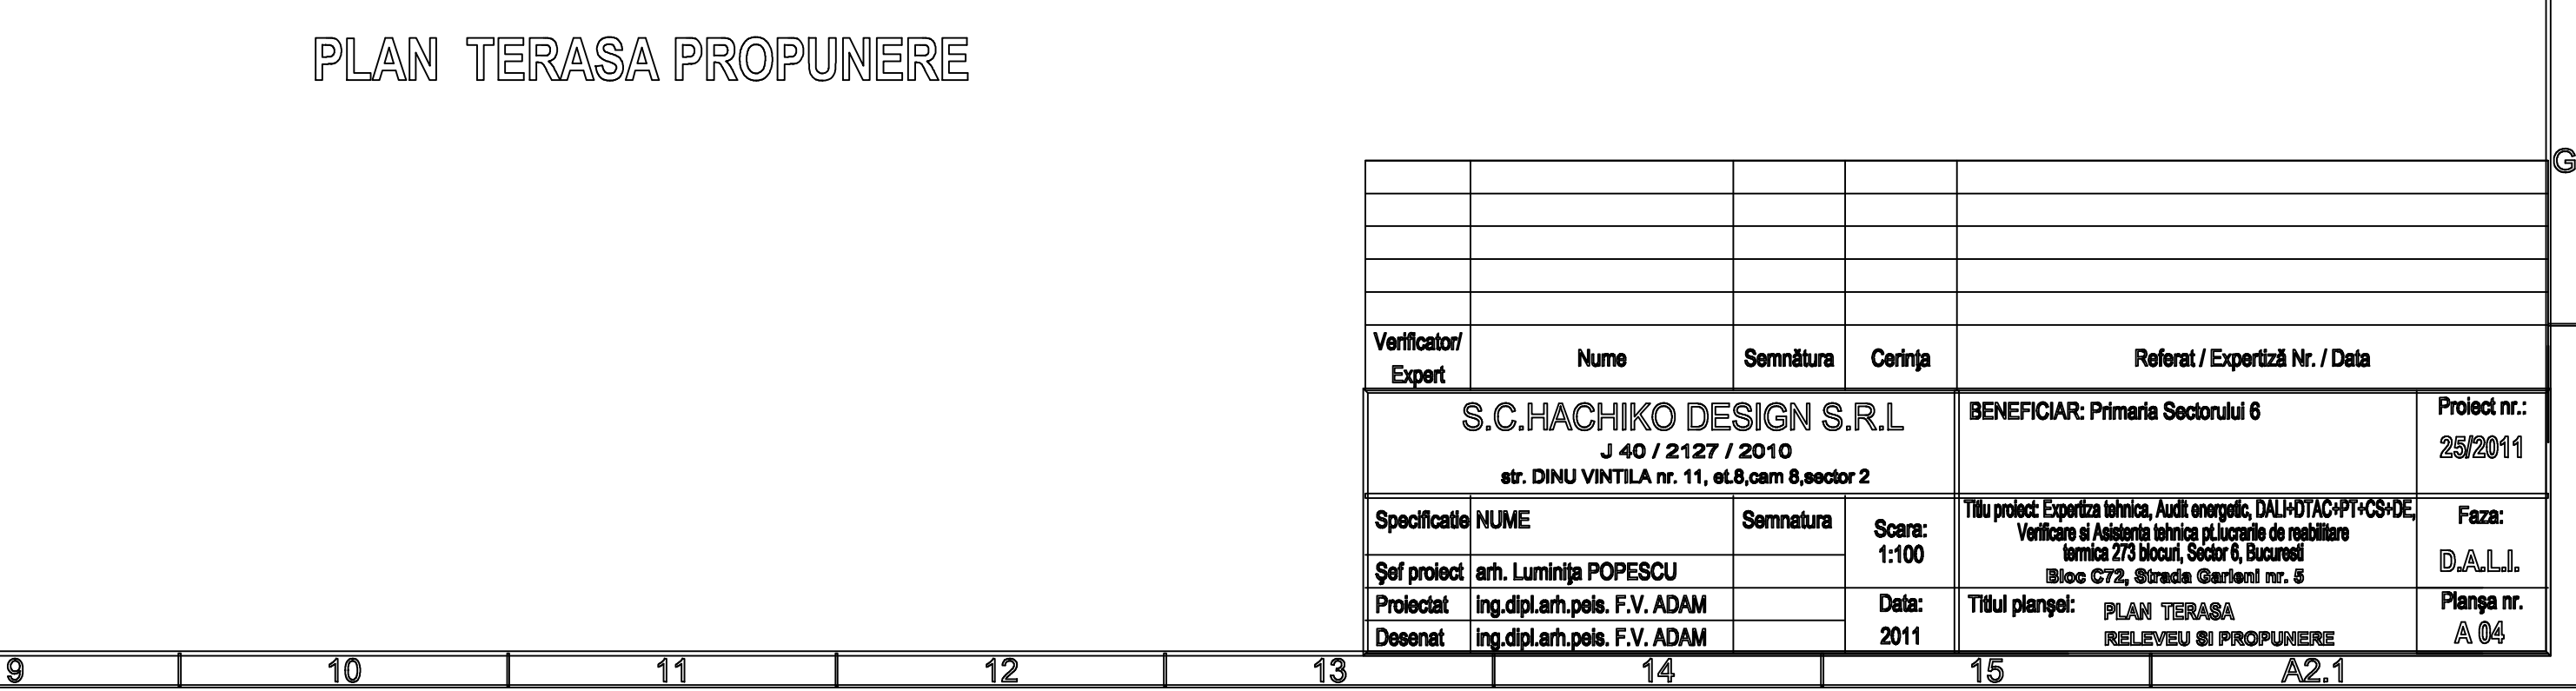 PLAN TERASA PROPUNERE
G
Verificator/
Expert
Nume
Semnătura
Cerinţa
Referat / Expertiză Nr. / Data
S.C.HACHIKO DESIGN S.R.L
J 40 / 2127 / 2010
str. DINU VINTILA nr. 11, et.8,cam 8,sector 2
BENEFICIAR: Primaria Sectorului 6
Proiect nr.:
25/2011
Specificatie
NUME
Semnatura
Scara:
1:100
Titlu proiect: Expertiza tehnica, Audit energetic, DALI+DTAC+PT+CS+DE,
Verificare si Asistenta tehnica pt.lucrarile de reabilitare
termica 273 blocuri, Sector 6, Bucuresti
Bloc C72, Strada Garleni nr. 5
Faza:
D.A.L.I.
Şef proiect
arh. Luminiţa POPESCU
Proiectat
ing.dipl.arh.peis. F.V. ADAM
Data:
2011
Titlul planşei:
PLAN TERASA
RELEVEU SI PROPUNERE
Planşa nr.
A 04
Desenat
ing.dipl.arh.peis. F.V. ADAM
9 10 11 12 13 14 15 A2.1